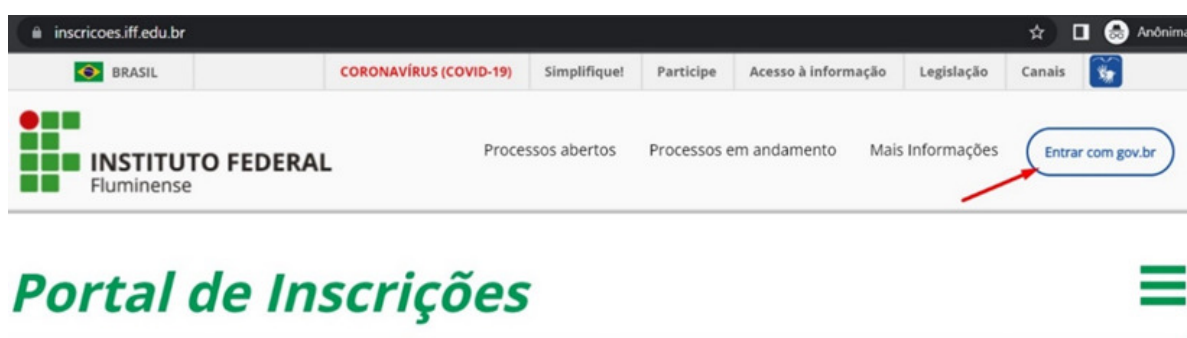 inscricoes.iff.edu.br
BRASIL CORONAVÍRUS (COVID-19) Simplifique! Participe Acesso à informação Legislação Canais
INSTITUTO FEDERAL
Fluminense
Processos abertos Processos em andamento Mais Informações Entrar com gov.br
Portal de Inscrições